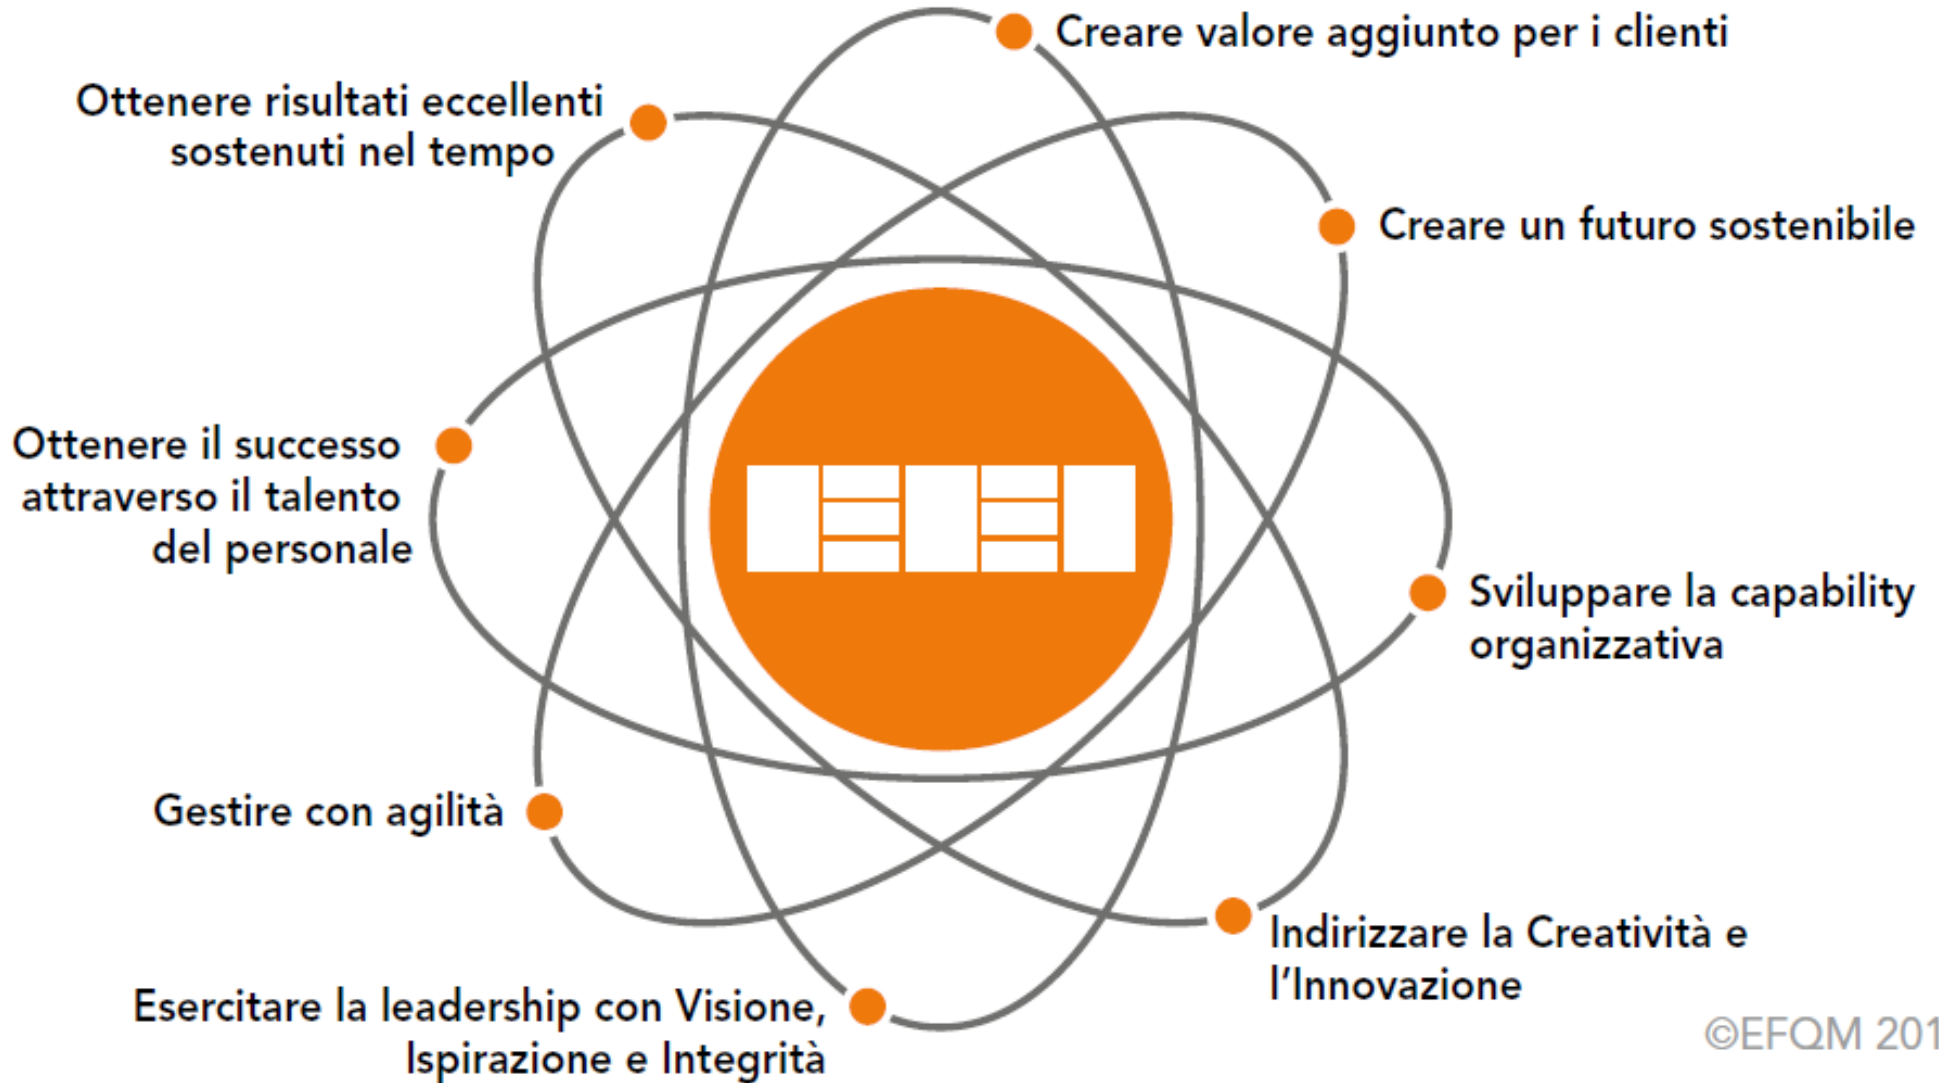 Creare valore aggiunto per i clienti
Ottenere risultati eccellenti
sostenuti nel tempo
Creare un futuro sostenibile
Ottenere il successo
attraverso il talento
del personale
Sviluppare la capability
organizzativa
Gestire con agilità
Indirizzare la Creatività e
l'Innovazione
Esercitare la leadership con Visione,
Ispirazione e Integrità
©EFQM 201